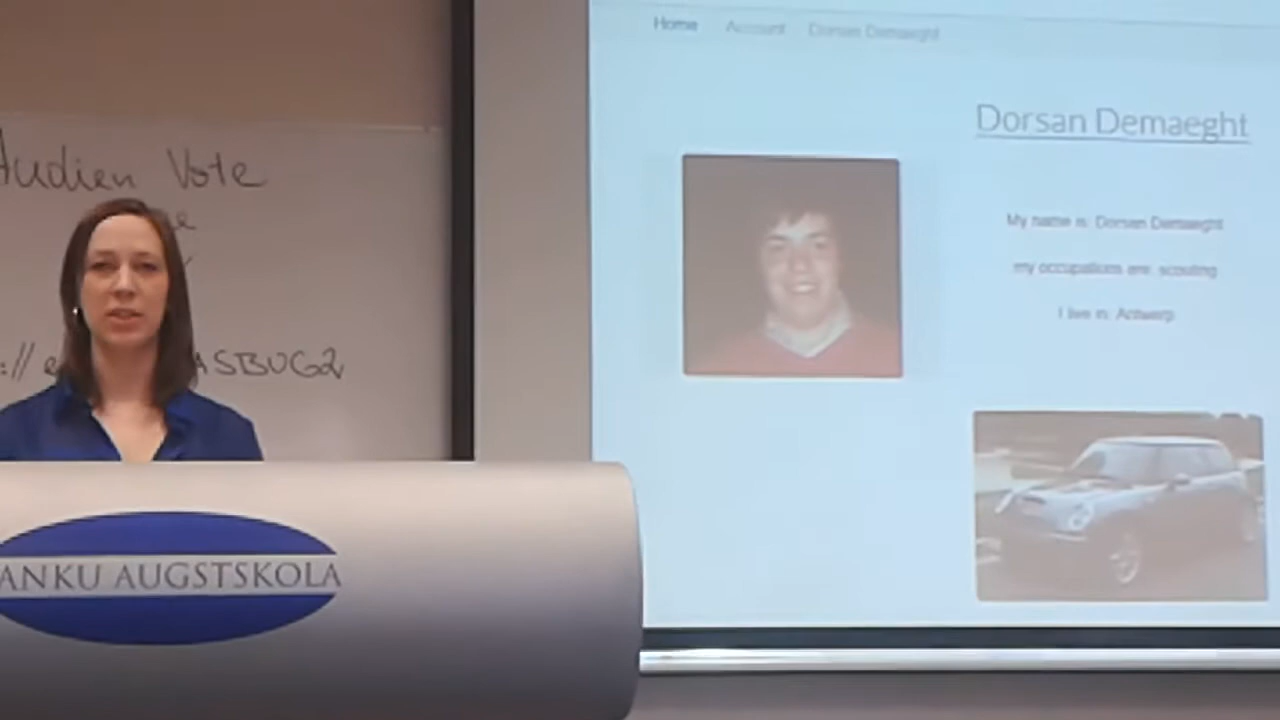 Audien Vote
://
ASBUG2
ANKU AUGSTSKOLA
Home Account Dorsan Demaeght
Dorsan Demaeght
My name is: Dorsan Demaeght
my occupations are: scouting
I live in: Antwerp